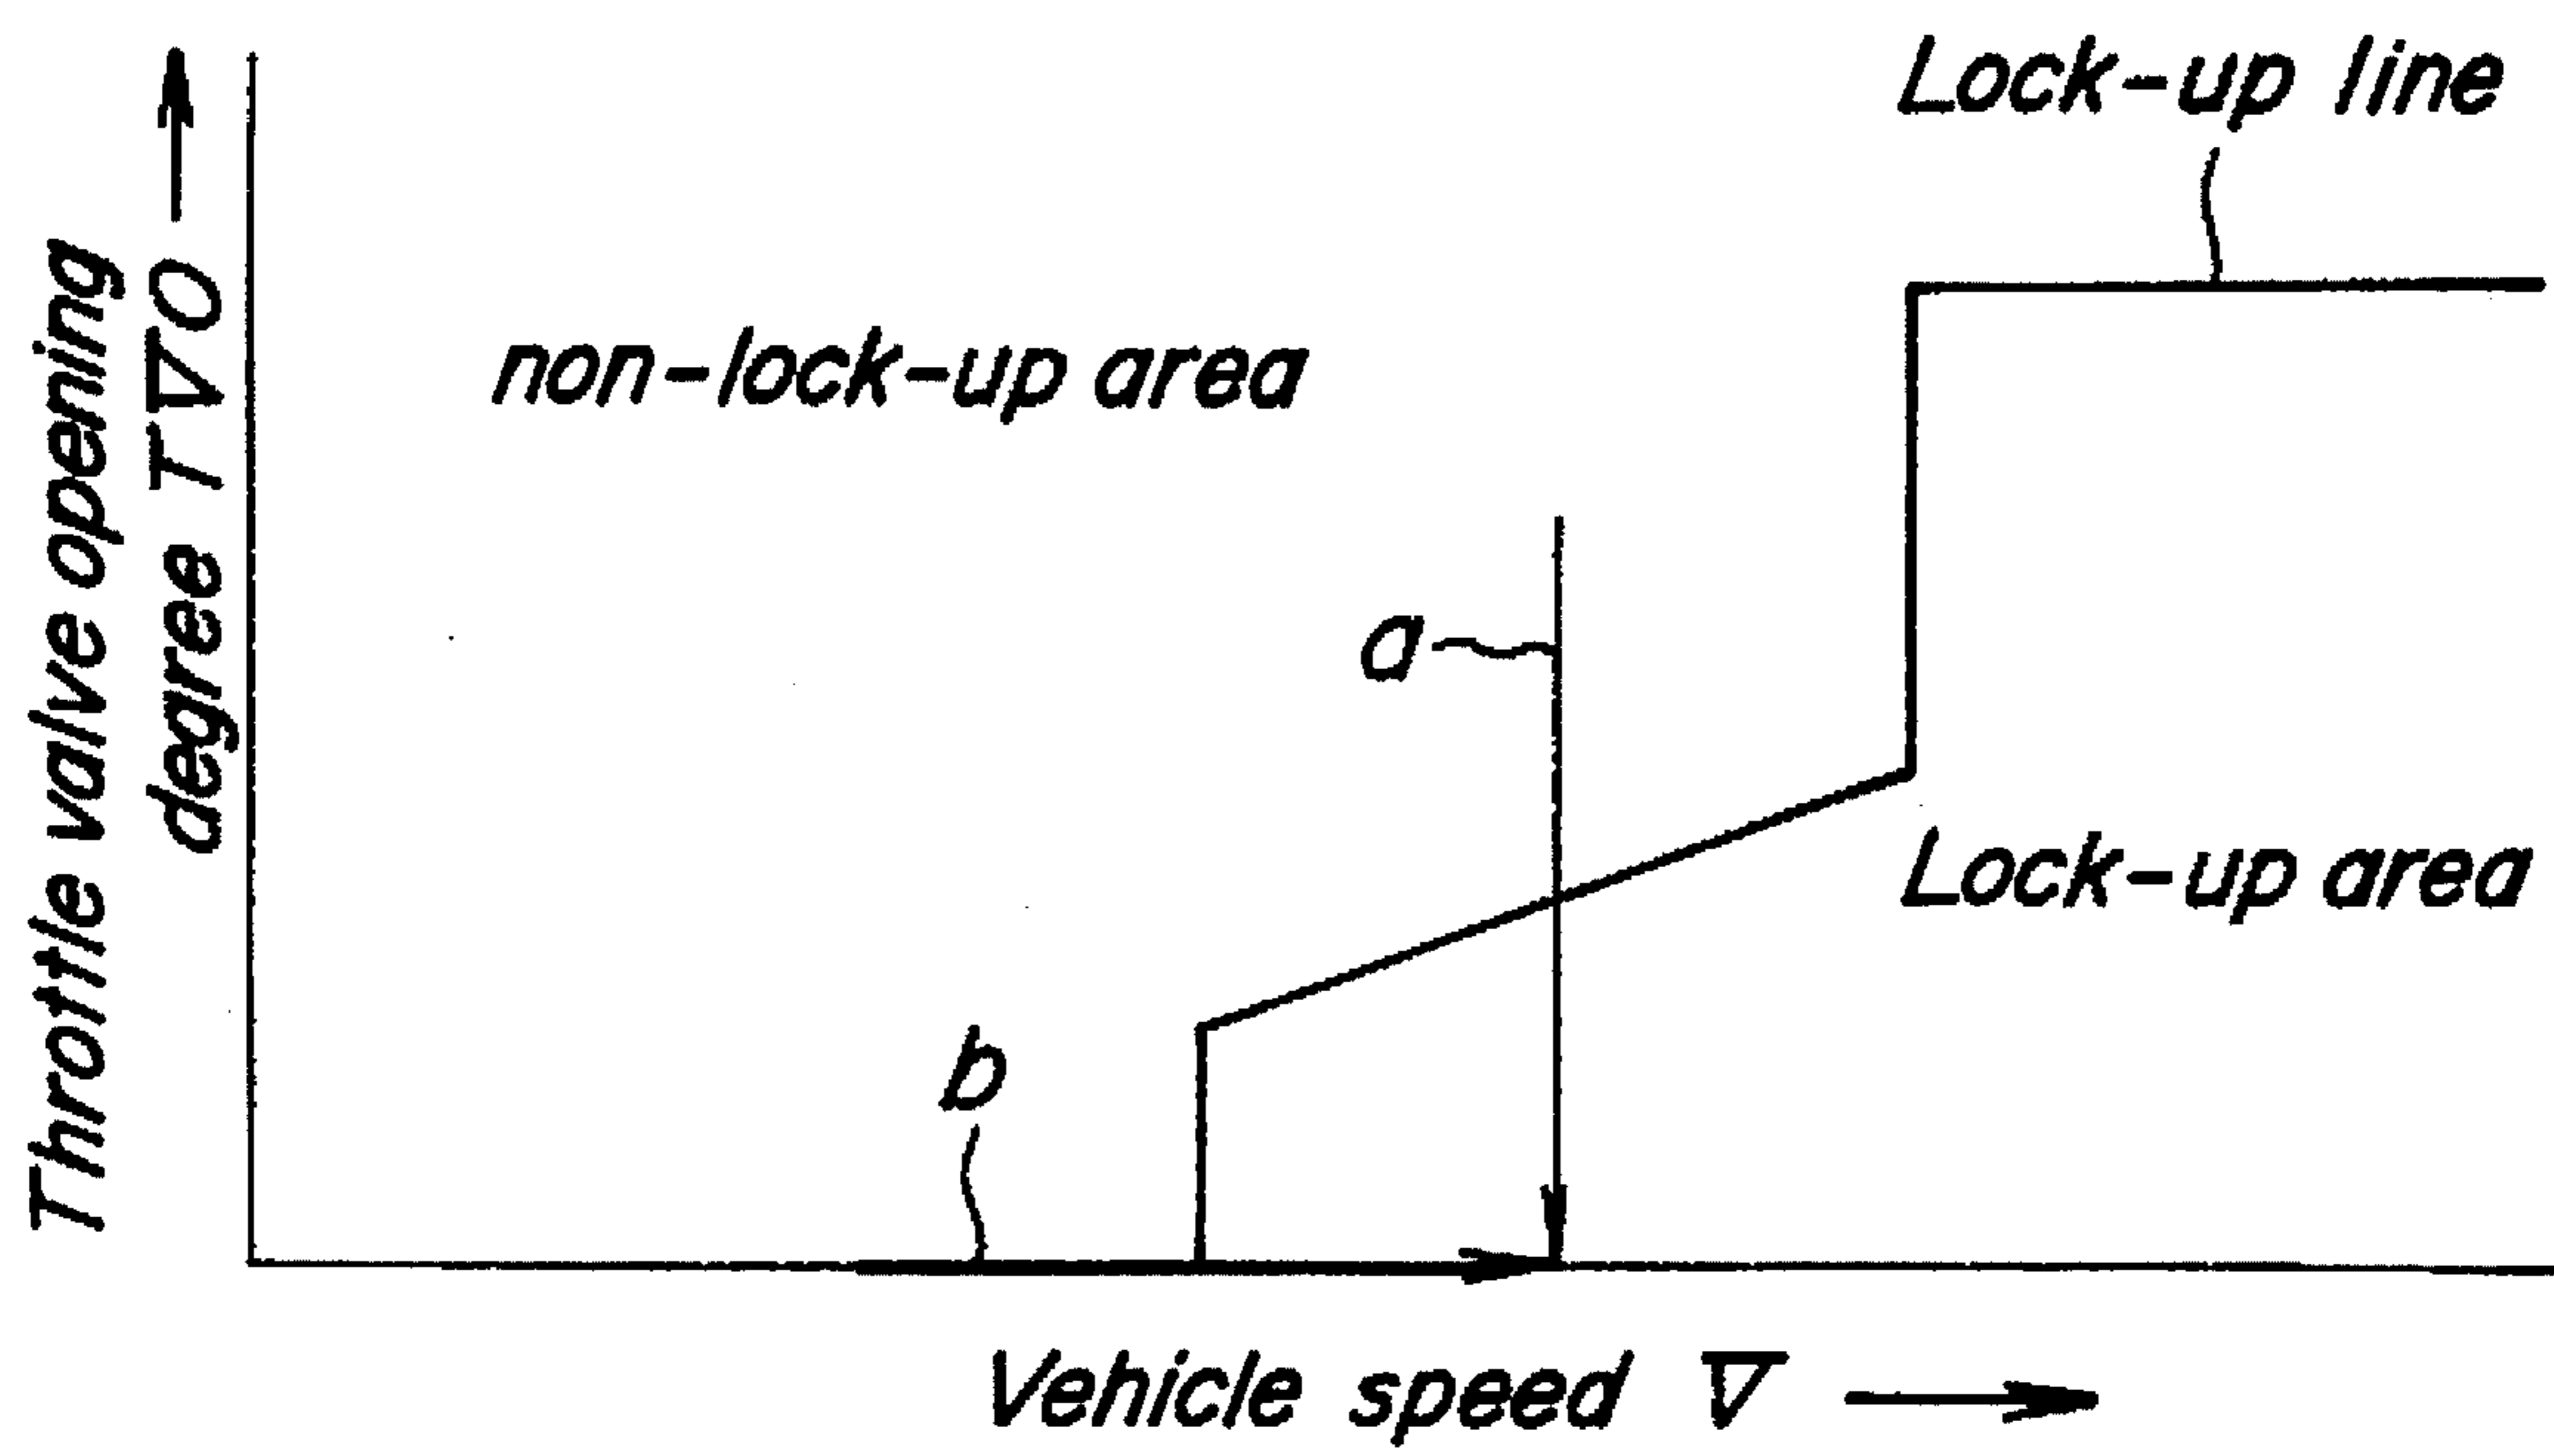 Throttle valve opening
degree TVO
Lock-up line
non-lock-up area
a
Lock-up area
b
Vehicle speed V